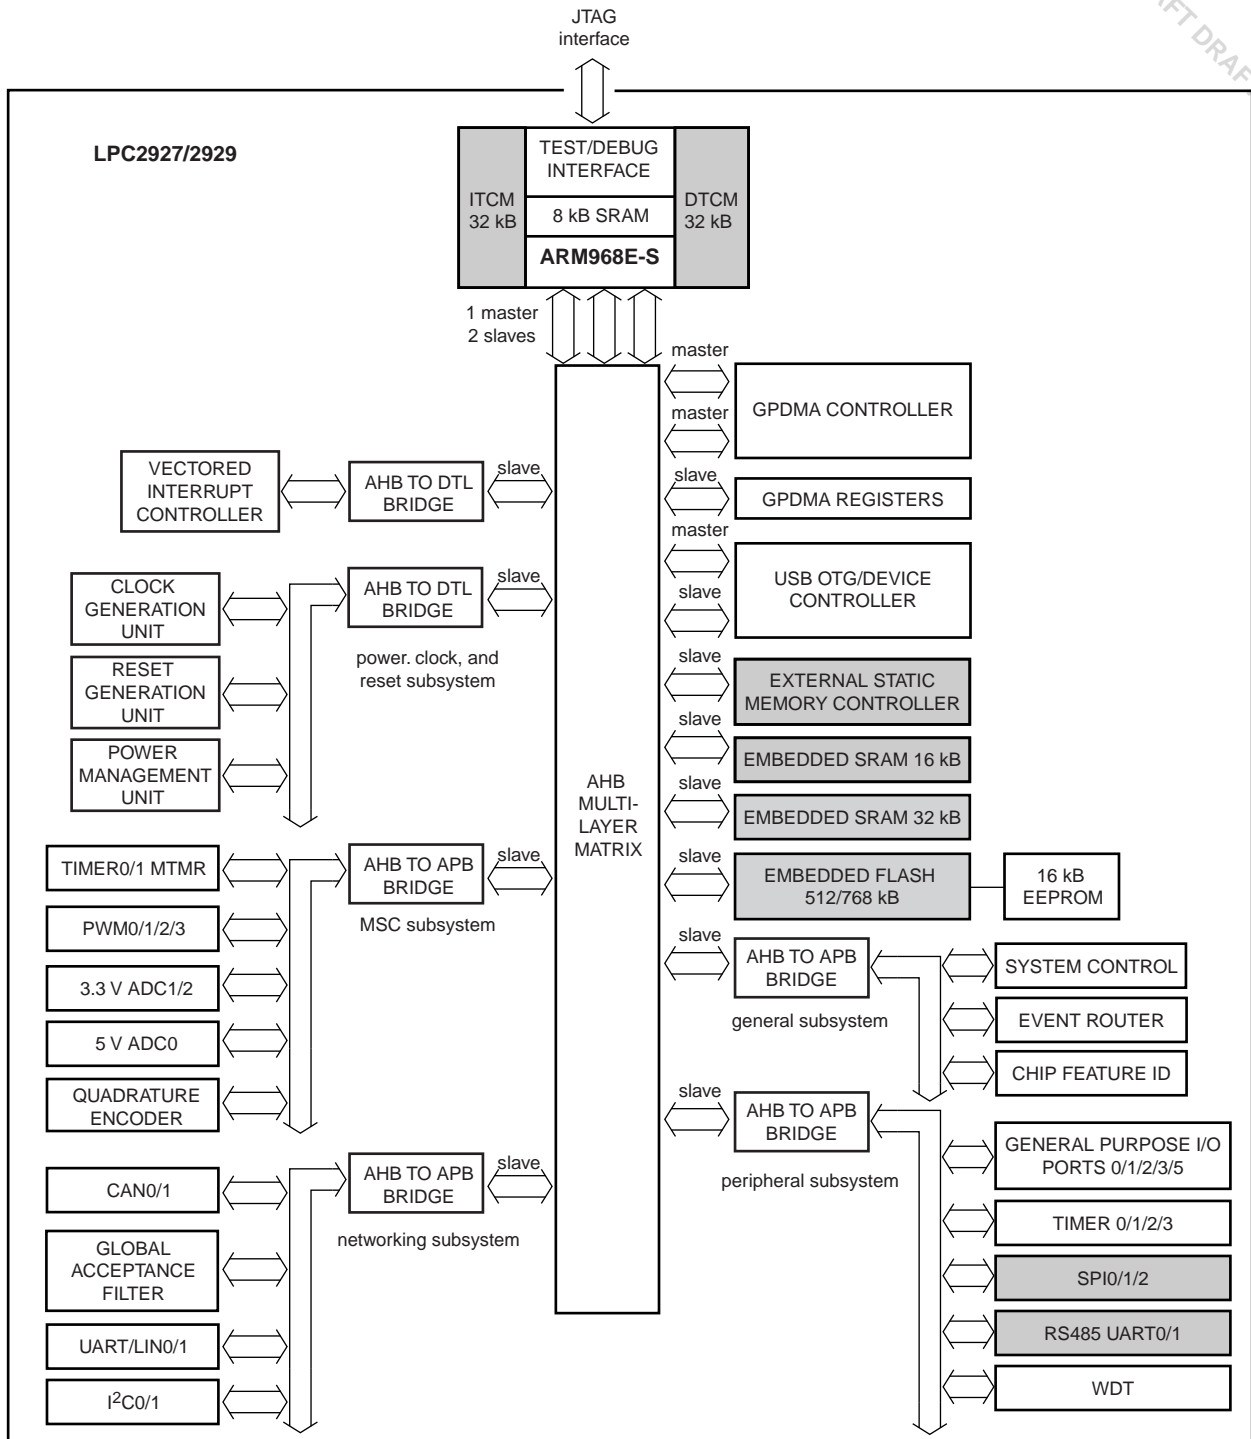 JTAG
interface
AFT DRAF
LPC2927/2929
TEST/DEBUG
INTERFACE
ITCM
32 kB
DTCM
32 kB
8 kB SRAM
ARM968E-S
1 master
2 slaves
master
GPDMA CONTROLLER
master
VECTORED
INTERRUPT
CONTROLLER
AHB TO DTL
BRIDGE
slave
slave
GPDMA REGISTERS
master
USB OTG/DEVICE
CONTROLLER
slave
CLOCK
GENERATION
UNIT
AHB TO DTL
BRIDGE
slave
power. clock, and
reset subsystem
RESET
GENERATION
UNIT
POWER
MANAGEMENT
UNIT
slave
EXTERNAL STATIC
MEMORY CONTROLLER
slave
EMBEDDED SRAM 16 kB
AHB
MULTI-
LAYER
MATRIX
slave
EMBEDDED SRAM 32 kB
slave
EMBEDDED FLASH
512/768 kB
16 kB
EEPROM
TIMER0/1 MTMR
AHB TO APB
BRIDGE
slave
MSC subsystem
PWM0/1/2/3
3.3 V ADC1/2
5 V ADC0
QUADRATURE
ENCODER
slave
AHB TO APB
BRIDGE
general subsystem
SYSTEM CONTROL
EVENT ROUTER
CHIP FEATURE ID
slave
AHB TO APB
BRIDGE
peripheral subsystem
GENERAL PURPOSE I/O
PORTS 0/1/2/3/5
TIMER 0/1/2/3
SPI0/1/2
RS485 UART0/1
WDT
CAN0/1
AHB TO APB
BRIDGE
slave
networking subsystem
GLOBAL
ACCEPTANCE
FILTER
UART/LIN0/1
I2C0/1